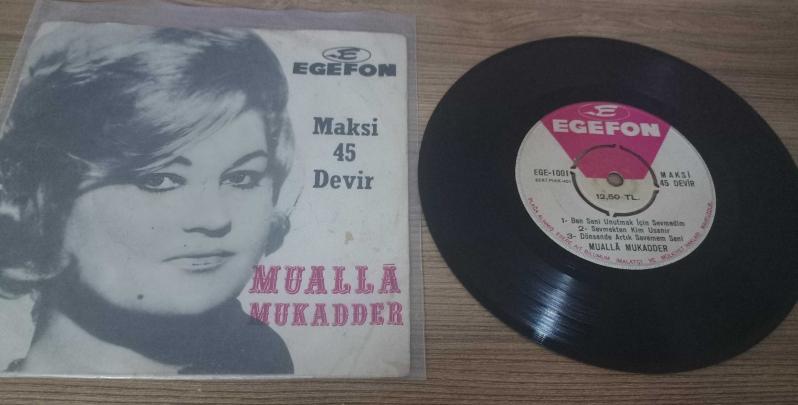 EGEFON
Maksi
45
Devir
MUALLÂ
MUKADDER
EGEFON
EGE-1001
MAKSİ
45 DEVİR
12,50 TL.
1- Ben Seni Unutmak İçin Sevmedim
2- Sevmekten Kim Usanır
3- Dönsende Artık Sevemem Seni
MUALLÂ MUKADDER